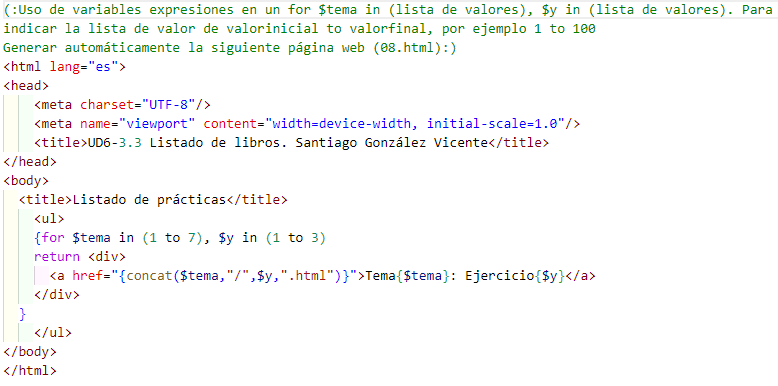 (:Uso de variables expresiones en un for $tema in (lista de valores), $y in (lista de valores). Para
indicar la lista de valor de valorinicial to valorfinal, por ejemplo 1 to 100
Generar automáticamente la siguiente página web (08.html):)
<html lang="es">
<head>
    <meta charset="UTF-8"/>
    <meta name="viewport" content="width=device-width, initial-scale=1.0"/>
    <title>UD6-3.3 Listado de libros. Santiago González Vicente</title>
</head>
<body>
  <title>Listado de prácticas</title>
    <ul>
    {for $tema in (1 to 7), $y in (1 to 3)
    return <div>
      <a href="{concat($tema,"/",$y,".html")}">Tema{$tema}: Ejercicio{$y}</a>
    </div>
  }
    </ul>
</body>
</html>